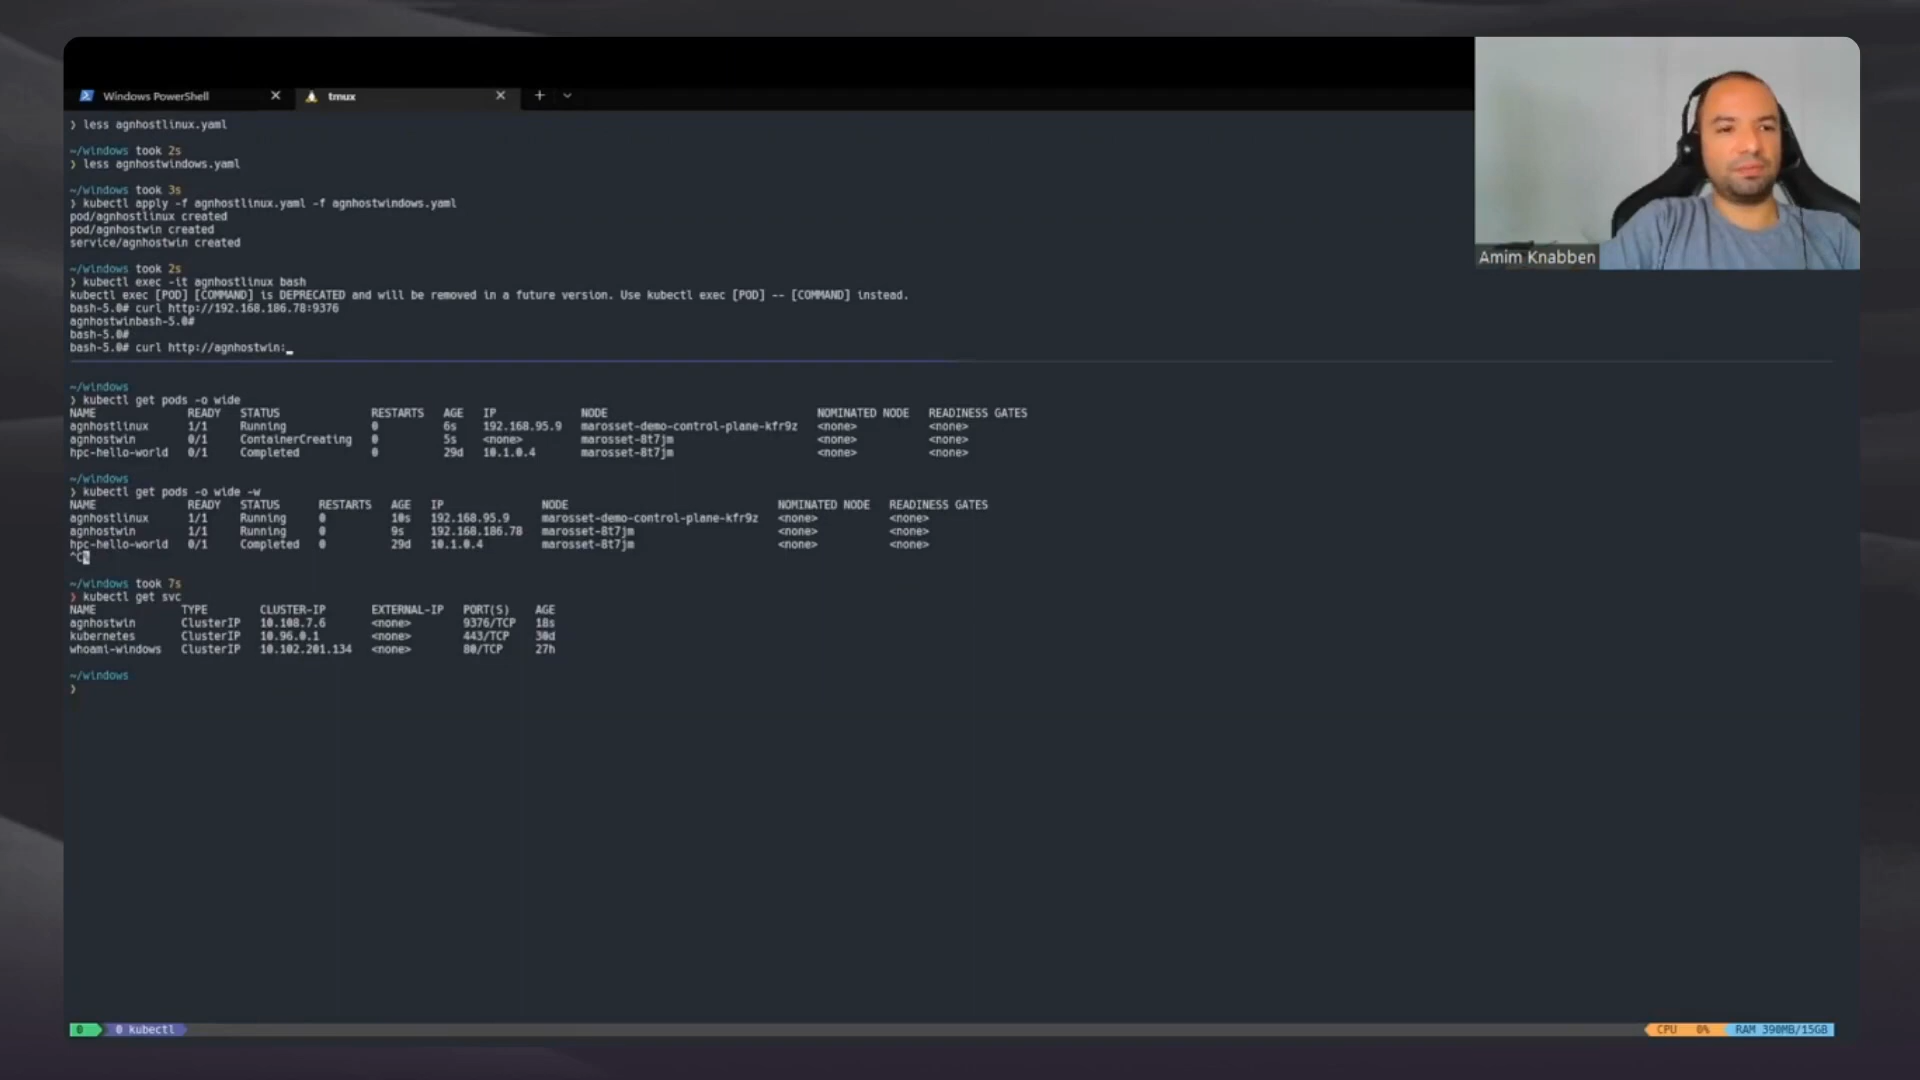 Windows PowerShell
tmux
❯ less agnhostlinux.yaml
~/windows took 2s
❯ less agnhostwindows.yaml
~/windows took 3s
❯ kubectl apply -f agnhostlinux.yaml -f agnhostwindows.yaml
pod/agnhostlinux created
pod/agnhostwin created
service/agnhostwin created
~/windows took 2s
❯ kubectl exec -it agnhostlinux bash
kubectl exec [POD] [COMMAND] is DEPRECATED and will be removed in a future version. Use kubectl exec [POD] -- [COMMAND] instead.
bash-5.0# curl http://192.168.186.78:9376
agnhostwinbash-5.0#
bash-5.0#
bash-5.0# curl http://agnhostwin:_
~/windows
❯ kubectl get pods -o wide
NAME READY STATUS RESTARTS AGE IP NODE NOMINATED NODE READINESS GATES
agnhostlinux 1/1 Running 0 6s 192.168.95.9 marosset-demo-control-plane-kfr9z <none> <none>
agnhostwin 0/1 ContainerCreating 0 5s <none> marosset-8t7jm <none> <none>
hpc-hello-world 0/1 Completed 0 29d 10.1.0.4 marosset-8t7jm <none> <none>
~/windows
❯ kubectl get pods -o wide -w
NAME READY STATUS RESTARTS AGE IP NODE NOMINATED NODE READINESS GATES
agnhostlinux 1/1 Running 0 10s 192.168.95.9 marosset-demo-control-plane-kfr9z <none> <none>
agnhostwin 1/1 Running 0 9s 192.168.186.78 marosset-8t7jm <none> <none>
hpc-hello-world 0/1 Completed 0 29d 10.1.0.4 marosset-8t7jm <none> <none>
^C%
~/windows took 7s
❯ kubectl get svc
NAME TYPE CLUSTER-IP EXTERNAL-IP PORT(S) AGE
agnhostwin ClusterIP 10.108.7.6 <none> 9376/TCP 18s
kubernetes ClusterIP 10.96.0.1 <none> 443/TCP 30d
whoami-windows ClusterIP 10.102.201.134 <none> 80/TCP 27h
~/windows
❯
0 0 kubectl
CPU 0% RAM 390MB/15GB
Amim Knabben